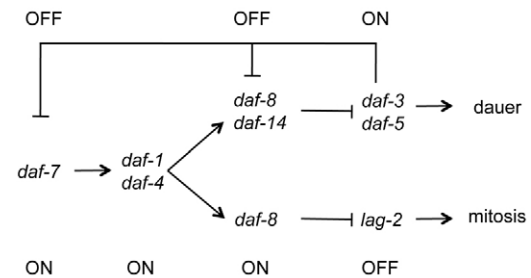 OFF OFF ON
daf-8 daf-3
daf-14 daf-5 dauer
daf-7 daf-1
daf-4
daf-8 lag-2 mitosis
ON ON ON OFF